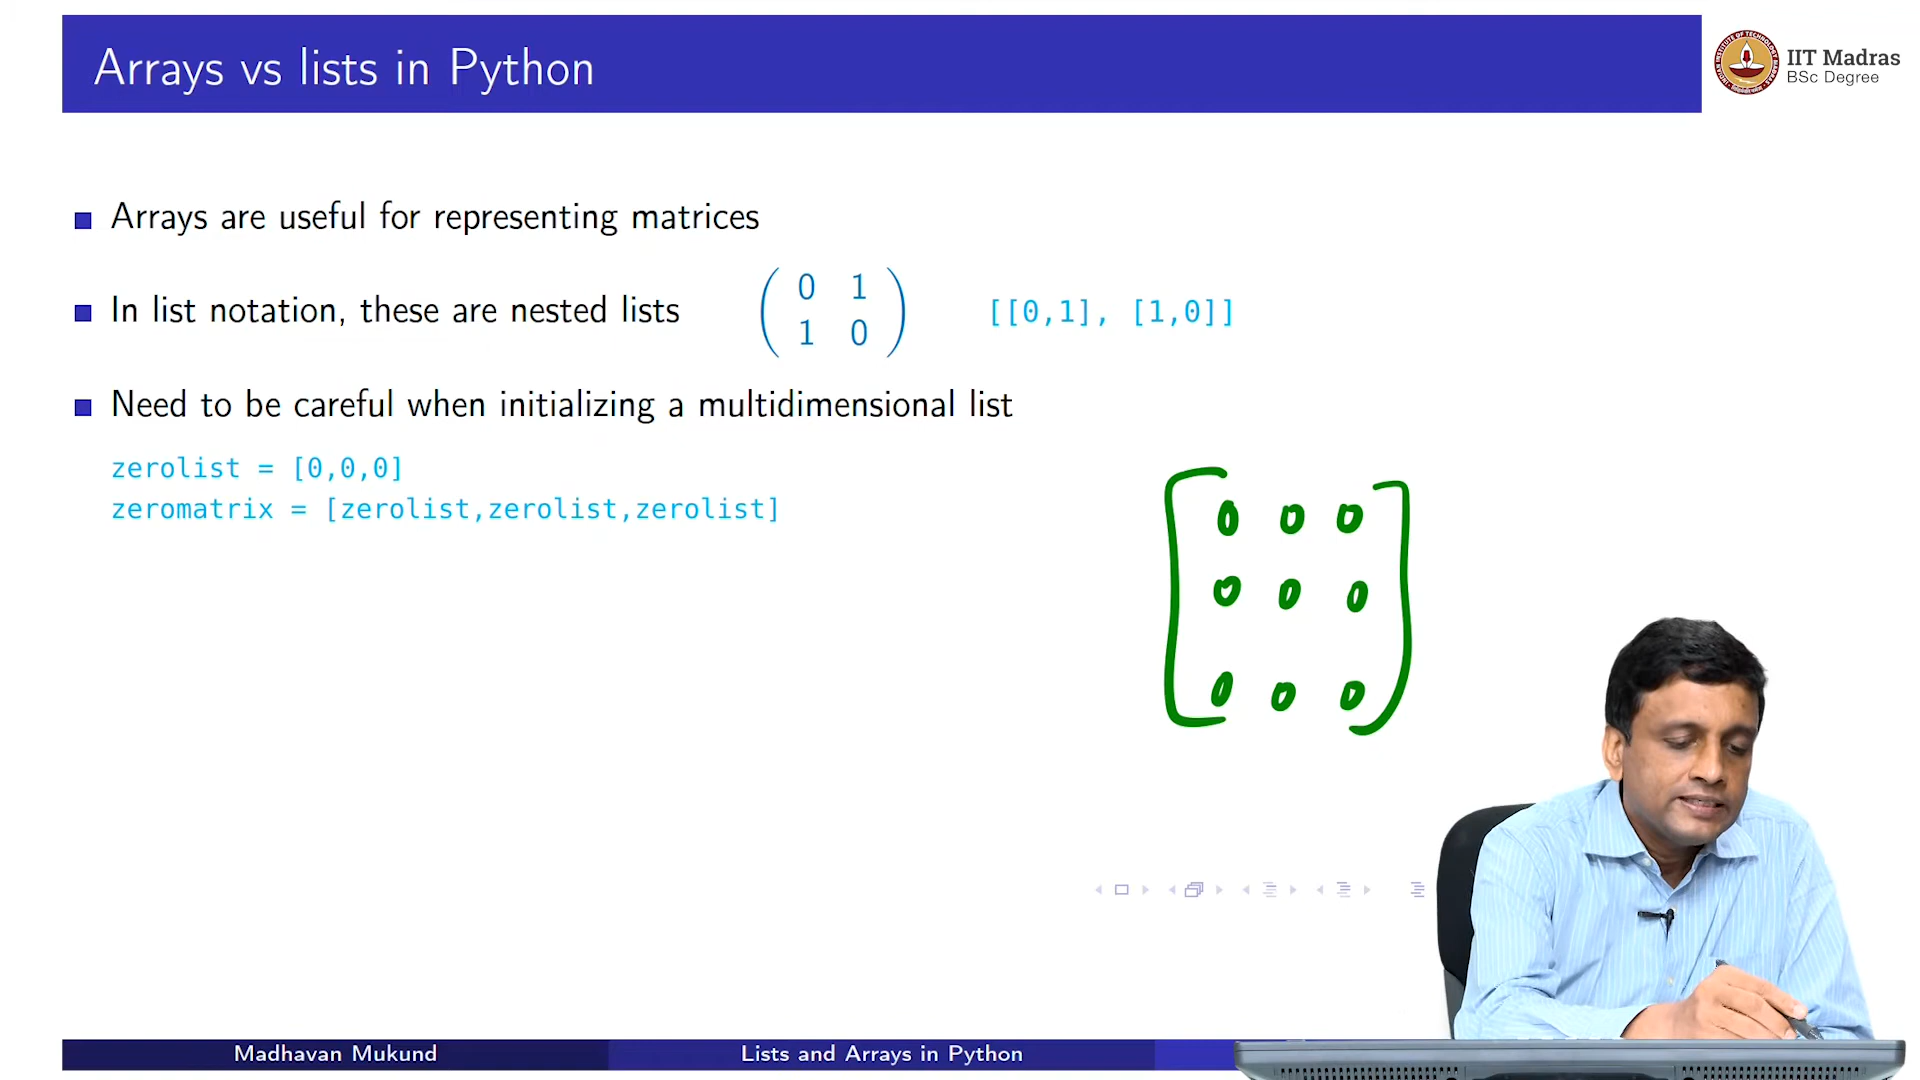 Arrays vs lists in Python
IIT Madras
BSc Degree
Arrays are useful for representing matrices
In list notation, these are nested lists
0 1
1 0
[[0,1], [1,0]]
Need to be careful when initializing a multidimensional list
zerolist = [0,0,0]
zeromatrix = [zerolist,zerolist,zerolist]
0 0 0
0 0 0
0 0 0
Madhavan Mukund
Lists and Arrays in Python